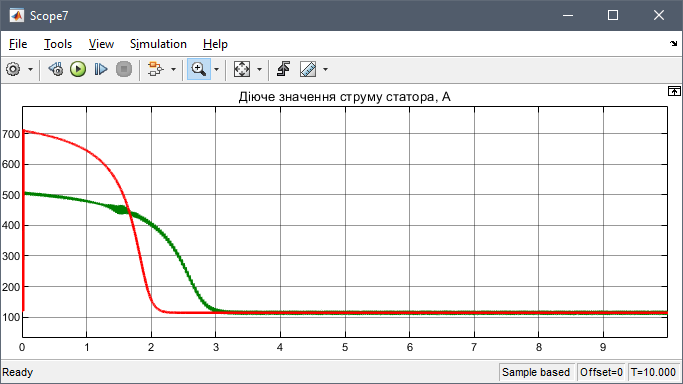 Scope7
File Tools View Simulation Help
Діюче значення струму статора, А
700
600
500
400
300
200
100
0 1 2 3 4 5 6 7 8 9
Ready Sample based Offset=0 T=10.000